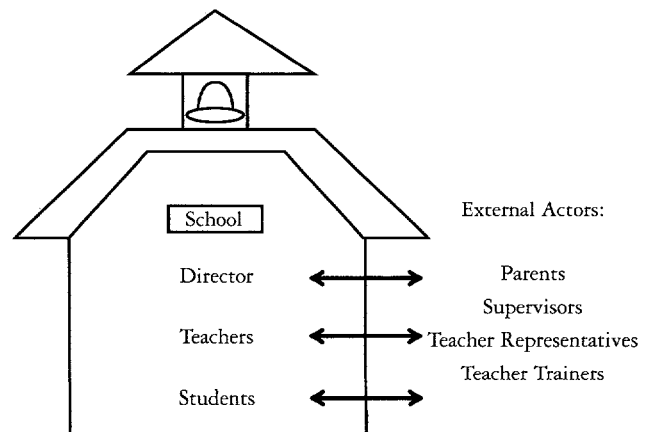 School
Director
Teachers
Students
External Actors:
Parents
Supervisors
Teacher Representatives
Teacher Trainers